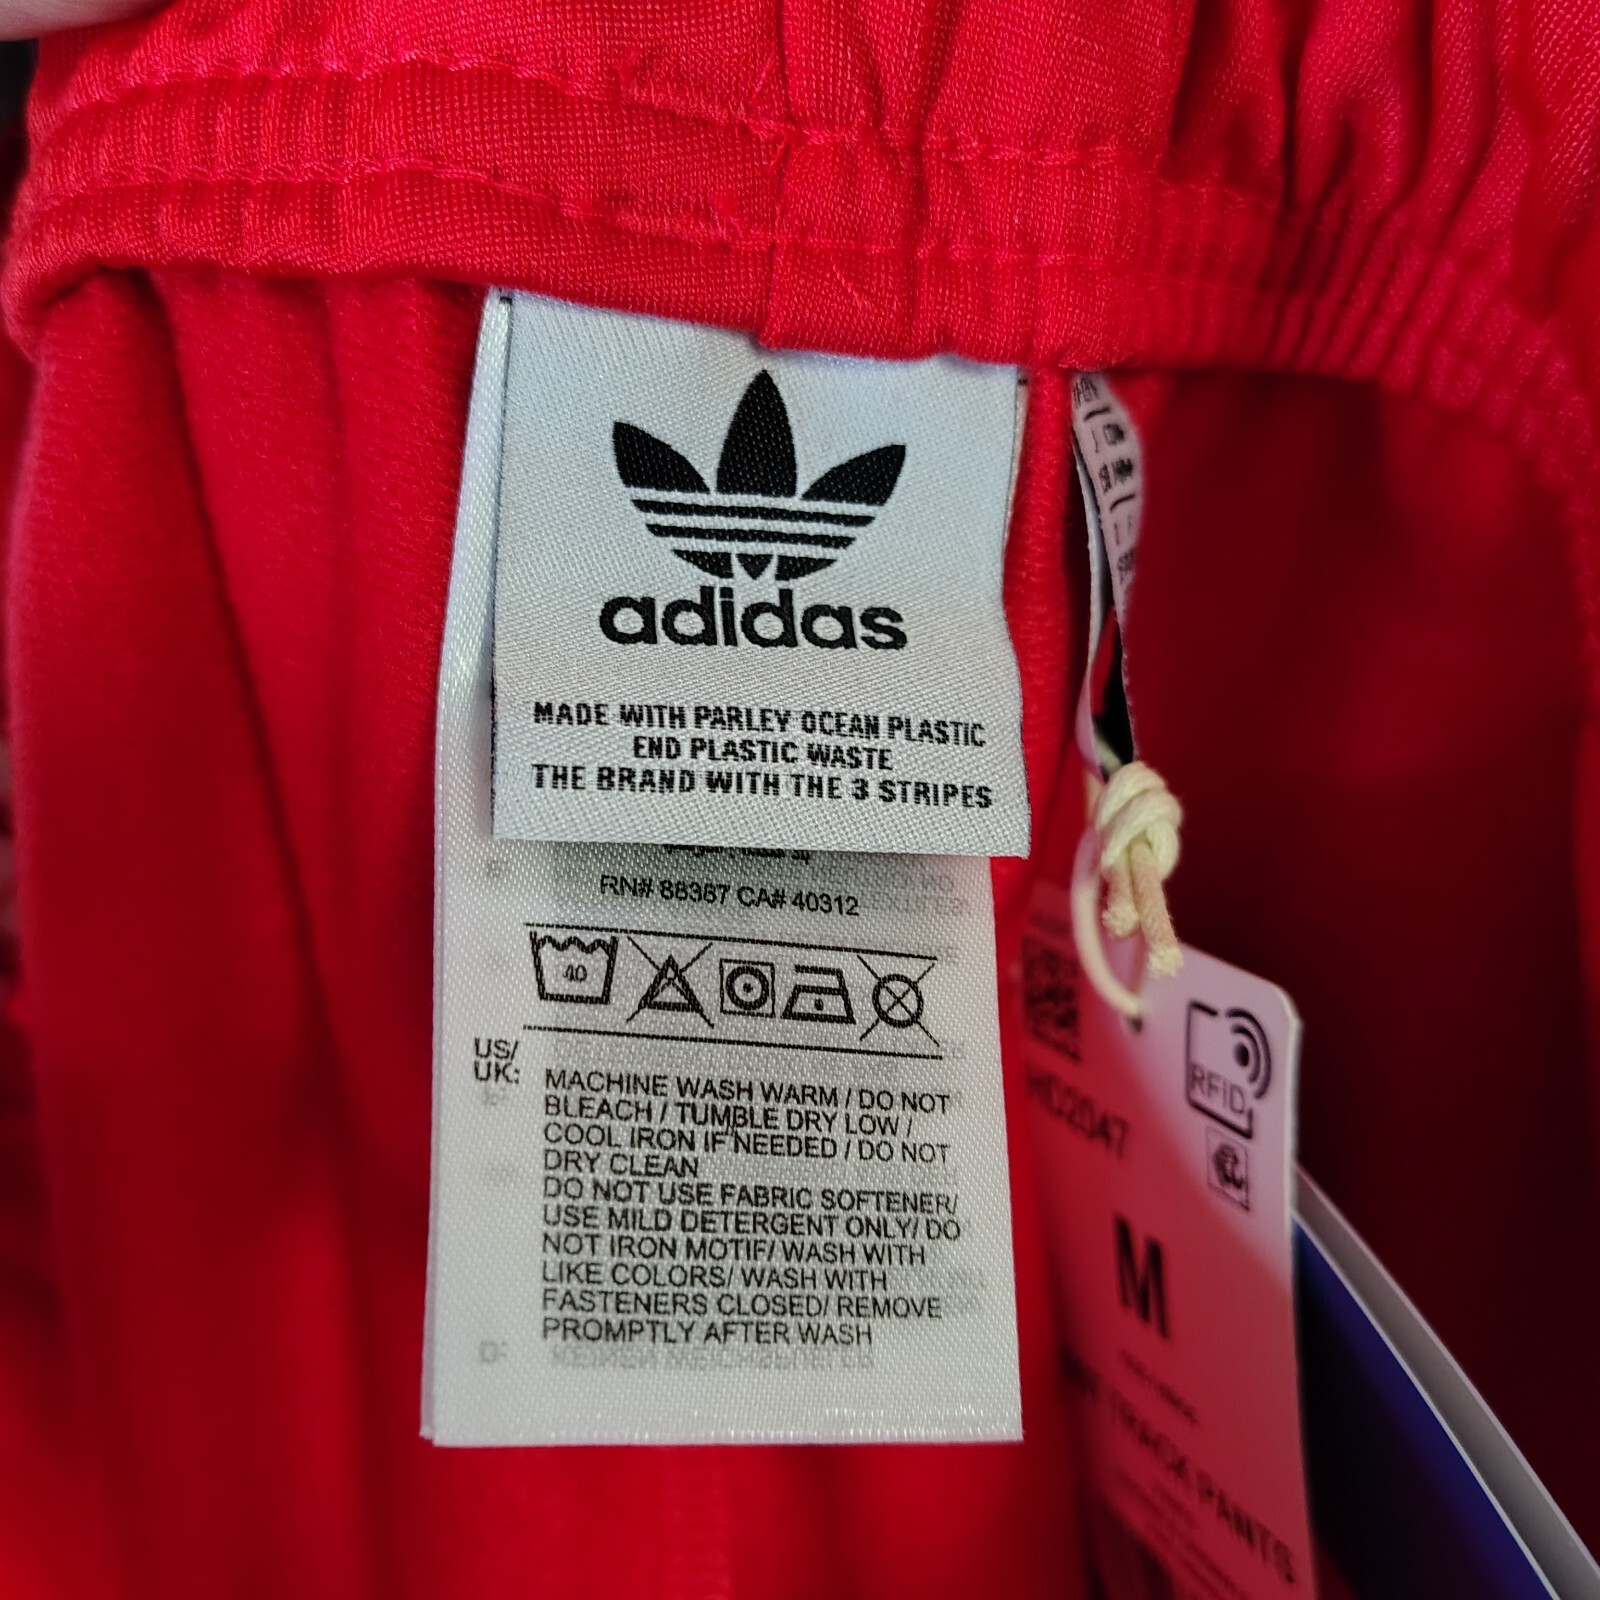 adidas
MADE WITH PARLEY OCEAN PLASTIC
END PLASTIC WASTE
THE BRAND WITH THE 3 STRIPES
RN# 88387 CA# 40312
40
US/
UK:
MACHINE WASH WARM / DO NOT
BLEACH / TUMBLE DRY LOW /
COOL IRON IF NEEDED / DO NOT
DRY CLEAN
DO NOT USE FABRIC SOFTENER/
USE MILD DETERGENT ONLY/ DO
NOT IRON MOTIF/ WASH WITH
LIKE COLORS/ WASH WITH
FASTENERS CLOSED/ REMOVE
PROMPTLY AFTER WASH
D:
RFID
HD2047
M
TRACK PANTS